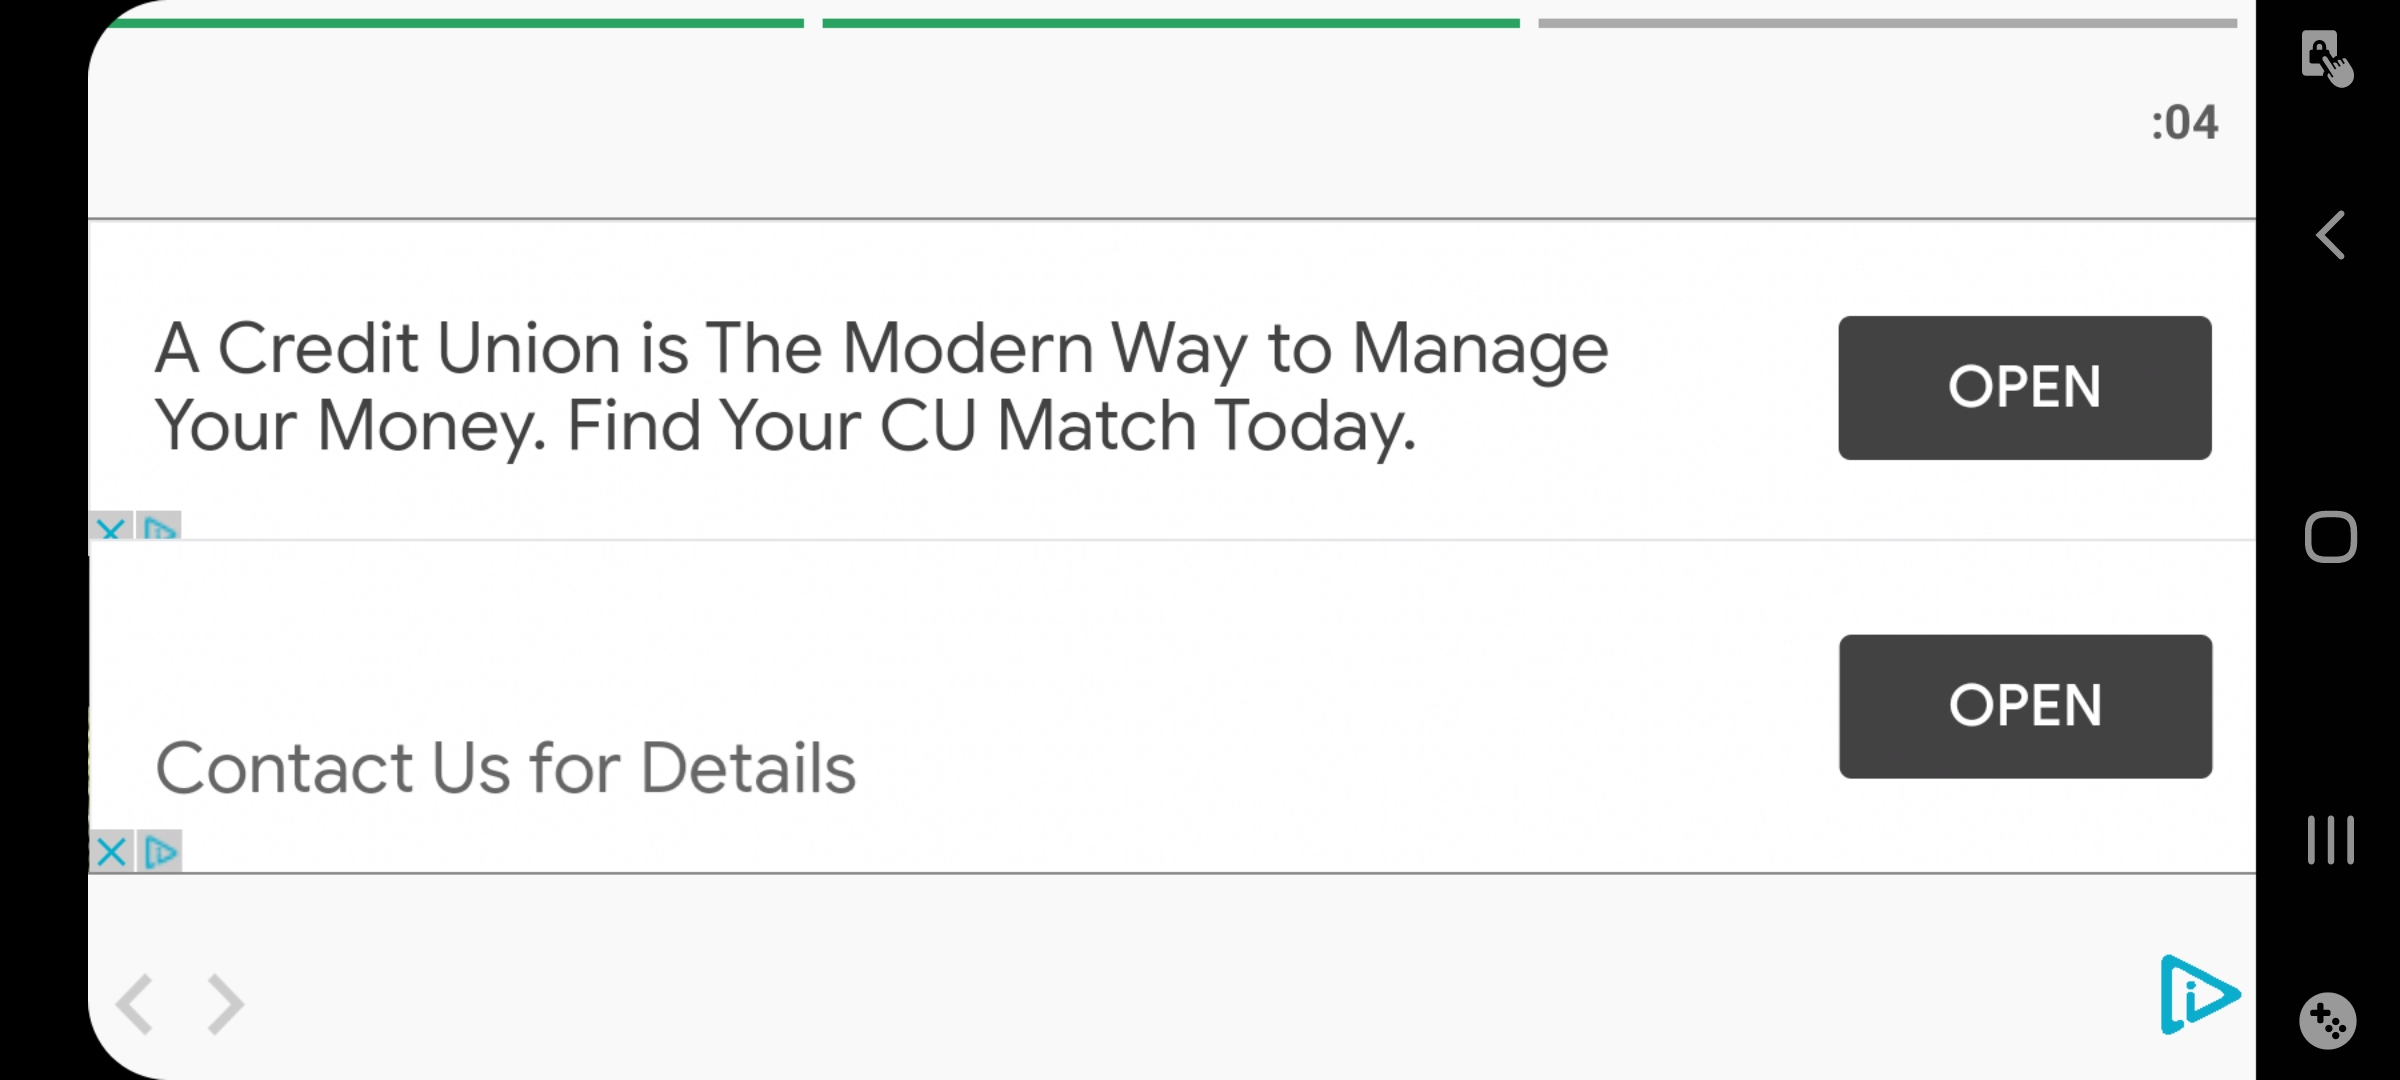 :04
A Credit Union is The Modern Way to Manage
Your Money. Find Your CU Match Today.
OPEN
Contact Us for Details
OPEN